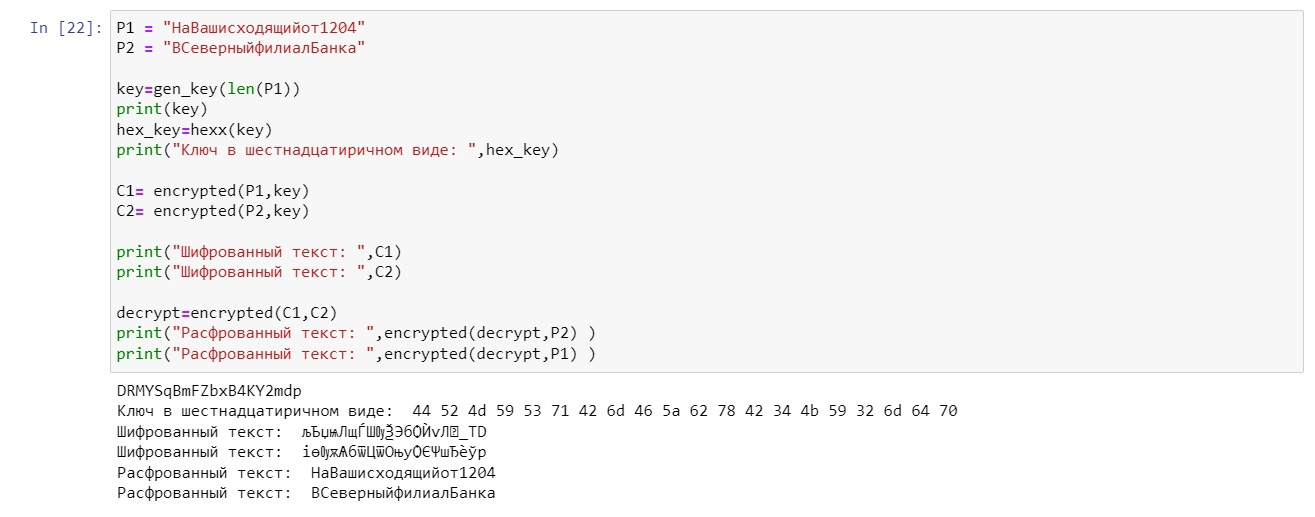 In [22]:
P1 = "НаВашисходящийот1204"
P2 = "ВСеверныйфилиалБанка"
key=gen_key(len(P1))
print(key)
hex_key=hexx(key)
print("Ключ в шестнадцатиричном виде: ",hex_key)
C1= encrypted(P1,key)
C2= encrypted(P2,key)
print("Шифрованный текст: ",C1)
print("Шифрованный текст: ",C2)
decrypt=encrypted(C1,C2)
print("Расфрованный текст: ",encrypted(decrypt,P2) )
print("Расфрованный текст: ",encrypted(decrypt,P1) )
DRMYSqBmFZbxB4KY2mdp
Ключ в шестнадцатиричном виде:  44 52 4d 59 53 71 42 6d 46 5a 62 78 42 34 4b 59 32 6d 64 70
Шифрованный текст:
Шифрованный текст:
Расфрованный текст:  НаВашисходящийот1204
Расфрованный текст:  ВСеверныйфилиалБанка